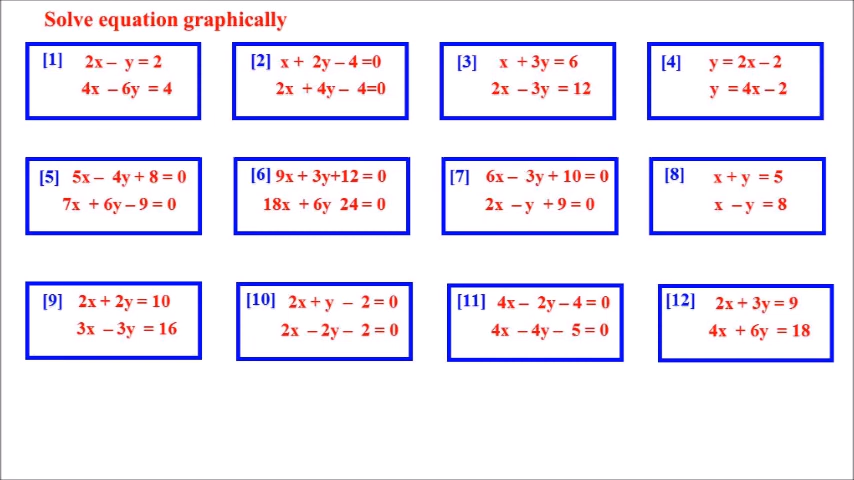 Solve equation graphically
[1] 2x – y = 2
4x – 6y = 4
[2] x + 2y – 4 =0
2x + 4y – 4=0
[3] x + 3y = 6
2x – 3y = 12
[4] y = 2x – 2
y = 4x – 2
[5] 5x – 4y + 8 = 0
7x + 6y – 9 = 0
[6] 9x + 3y+12 = 0
18x + 6y 24 = 0
[7] 6x – 3y + 10 = 0
2x – y + 9 = 0
[8] x + y = 5
x – y = 8
[9] 2x + 2y = 10
3x – 3y = 16
[10] 2x + y – 2 = 0
2x – 2y – 2 = 0
[11] 4x – 2y – 4 = 0
4x – 4y – 5 = 0
[12] 2x + 3y = 9
4x + 6y = 18